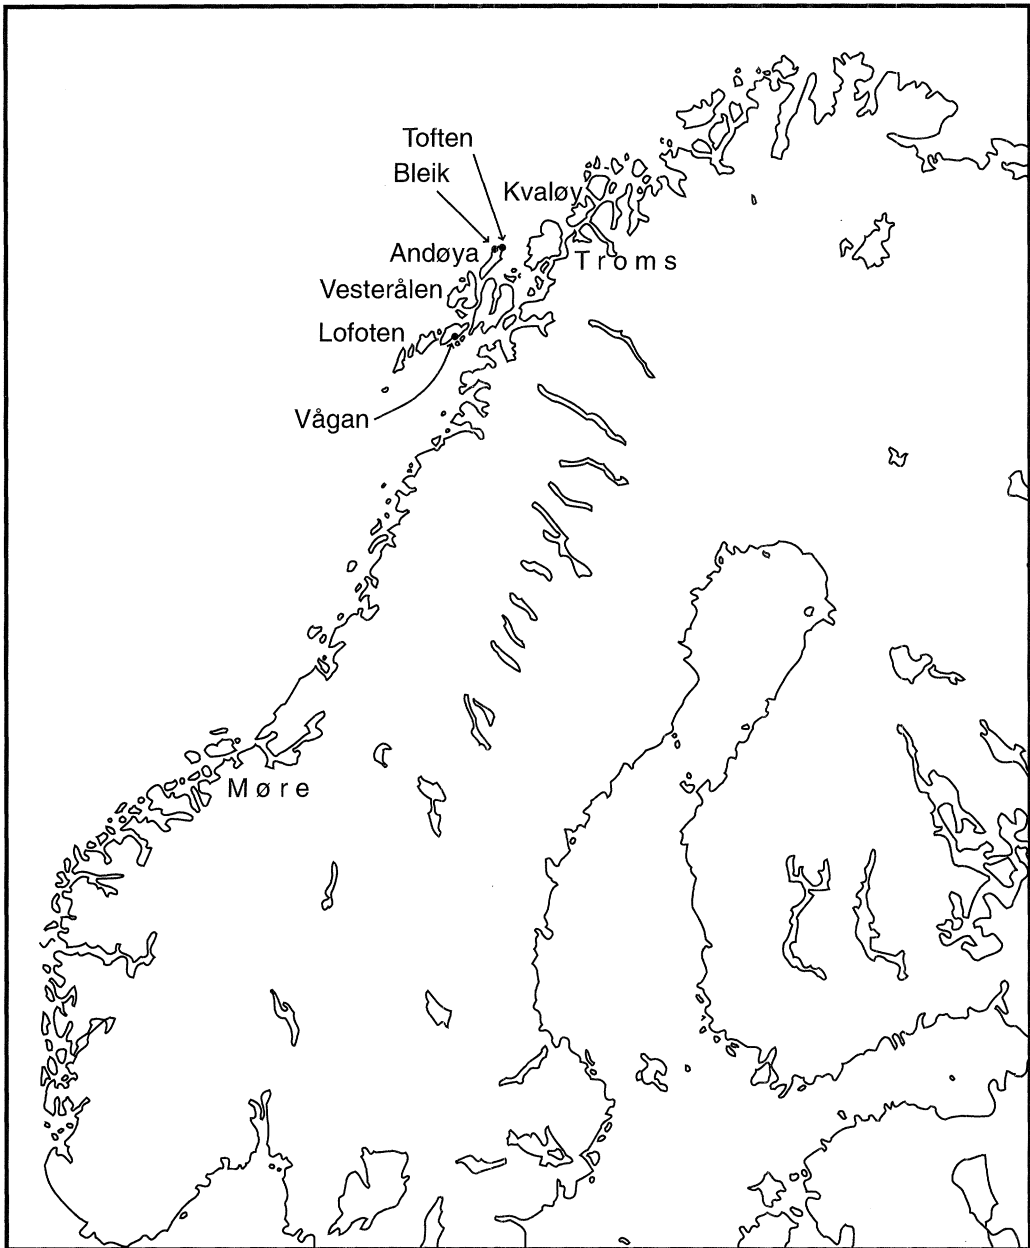 Toften
Bleik
Kvaløy
Andøya
Troms
Vesterålen
Lofoten
Vågan
Møre